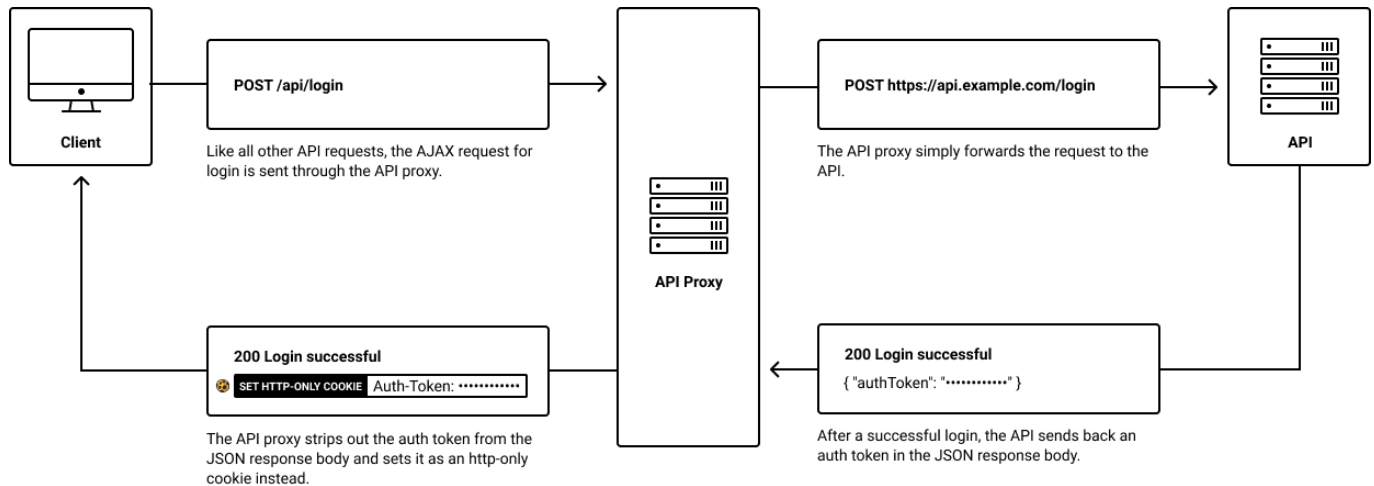 Client
POST /api/login
Like all other API requests, the AJAX request for
login is sent through the API proxy.
API Proxy
POST https://api.example.com/login
The API proxy simply forwards the request to the
API.
API
200 Login successful
{ "authToken": "••••••••••••" }
After a successful login, the API sends back an
auth token in the JSON response body.
200 Login successful
SET HTTP-ONLY COOKIE Auth-Token: ••••••••••••
The API proxy strips out the auth token from the
JSON response body and sets it as an http-only
cookie instead.